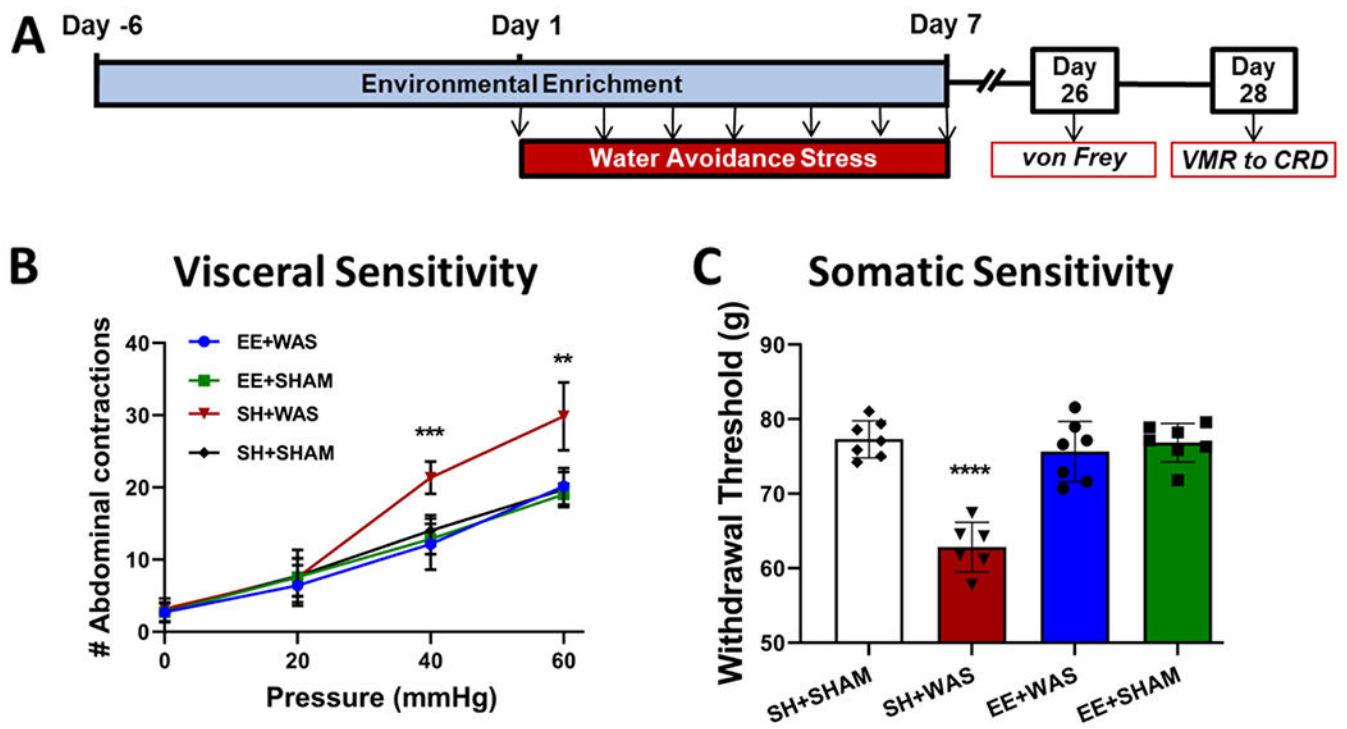 A
Day -6
Day 1
Day 7
Environmental Enrichment
Day
26
Day
28
Water Avoidance Stress
von Frey
VMR to CRD
B
Visceral Sensitivity
# Abdominal contractions
40
30
20
10
0
EE+WAS
EE+SHAM
SH+WAS
SH+SHAM
***
**
0
20
40
60
Pressure (mmHg)
C
Somatic Sensitivity
Withdrawal Threshold (g)
90
80
70
60
50
****
SH+SHAM
SH+WAS
EE+WAS
EE+SHAM